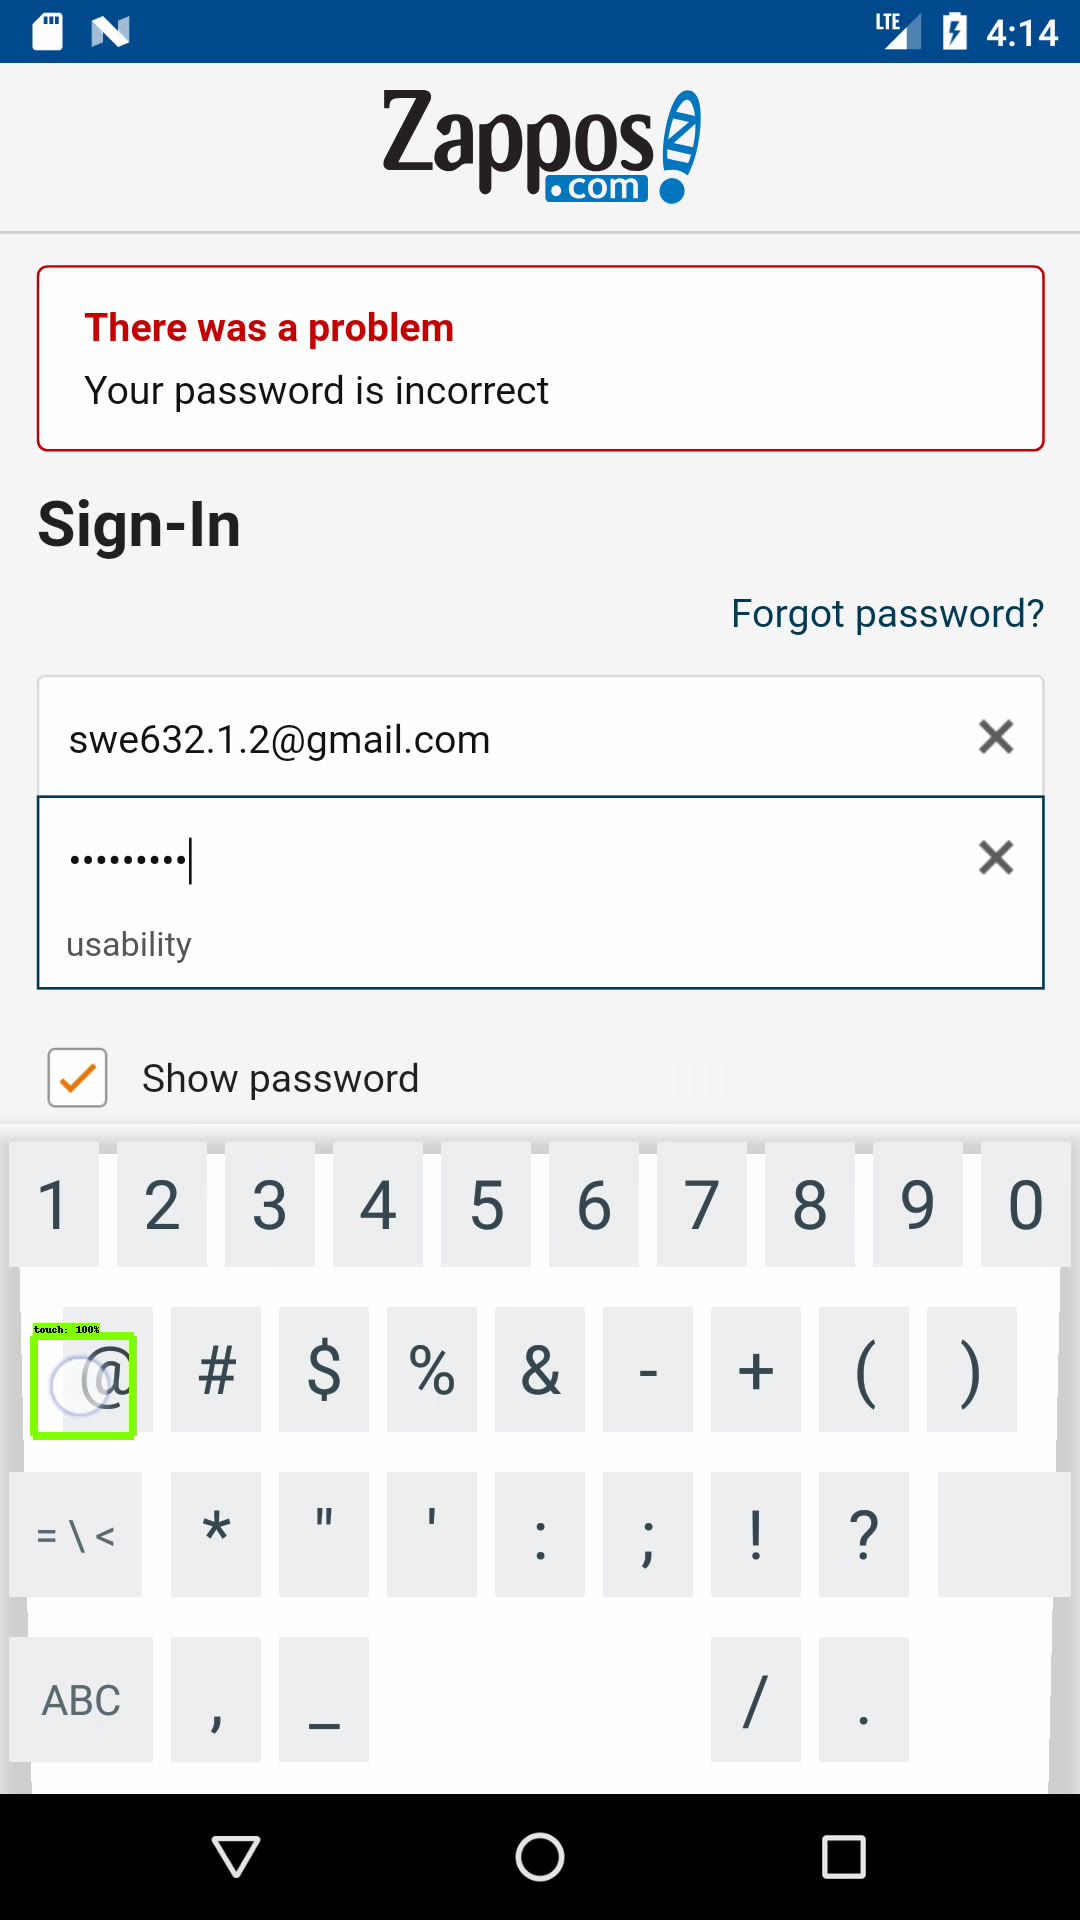 LTE 4:14
Zappos
.com
There was a problem
Your password is incorrect
Sign-In
Forgot password?
swe632.1.2@gmail.com
•••••••••
usability
Show password
1 2 3 4 5 6 7 8 9 0
touch: 100%
@ # $ % & - + ( )
= \ < * " ' : ; ! ?
ABC , _ / .